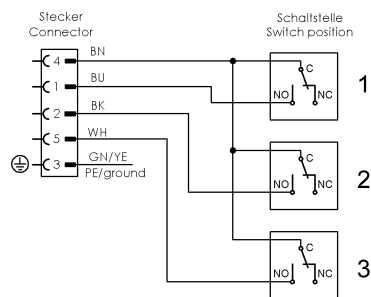 Stecker
Connector
Schaltstelle
Switch position
4 BN
1 BU
2 BK
5 WH
3 GN/YE
PE/ground
C
NO NC
1
C
NO NC
2
C
NO NC
3